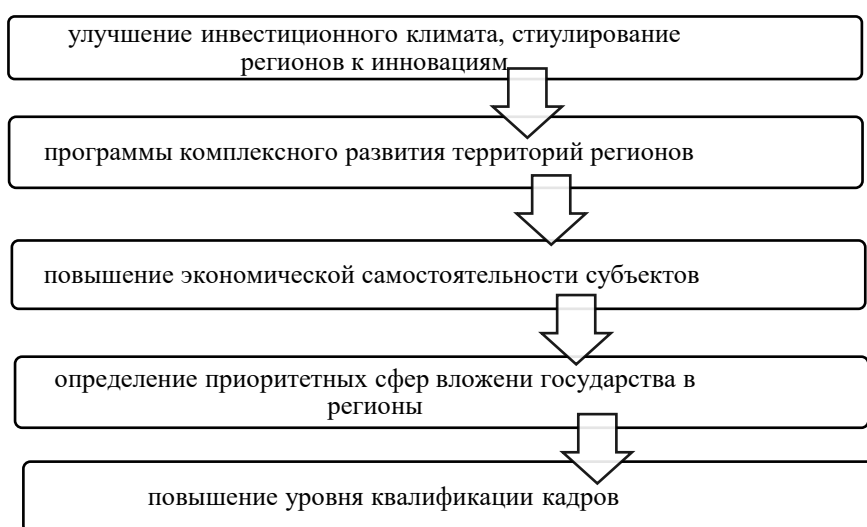 улучшение инвестиционного климата, стиулирование
регионов к инновациям
программы комплексного развития территорий регионов
повышение экономической самостоятельности субъектов
определение приоритетных сфер вложени государства в
регионы
повышение уровня квалификации кадров